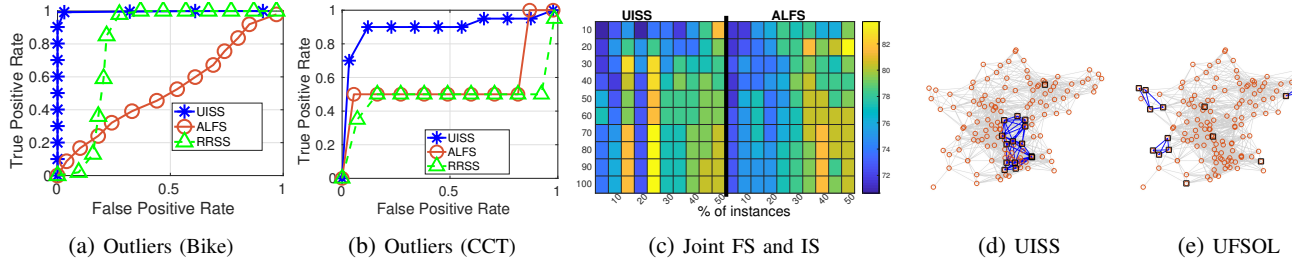 True Positive Rate
1
0.8
0.6
0.4
0.2
0
0
0.5
1
False Positive Rate
UISS
ALFS
RRSS
(a) Outliers (Bike)
True Positive Rate
1
0.8
0.6
0.4
0.2
0
0
0.5
1
False Positive Rate
UISS
ALFS
RRSS
(b) Outliers (CCT)
UISS
ALFS
10
20
30
40
50
60
70
80
90
100
10
20
30
40
50
10
20
30
40
50
% of instances
82
80
78
76
74
72
(c) Joint FS and IS
(d) UISS
(e) UFSOL